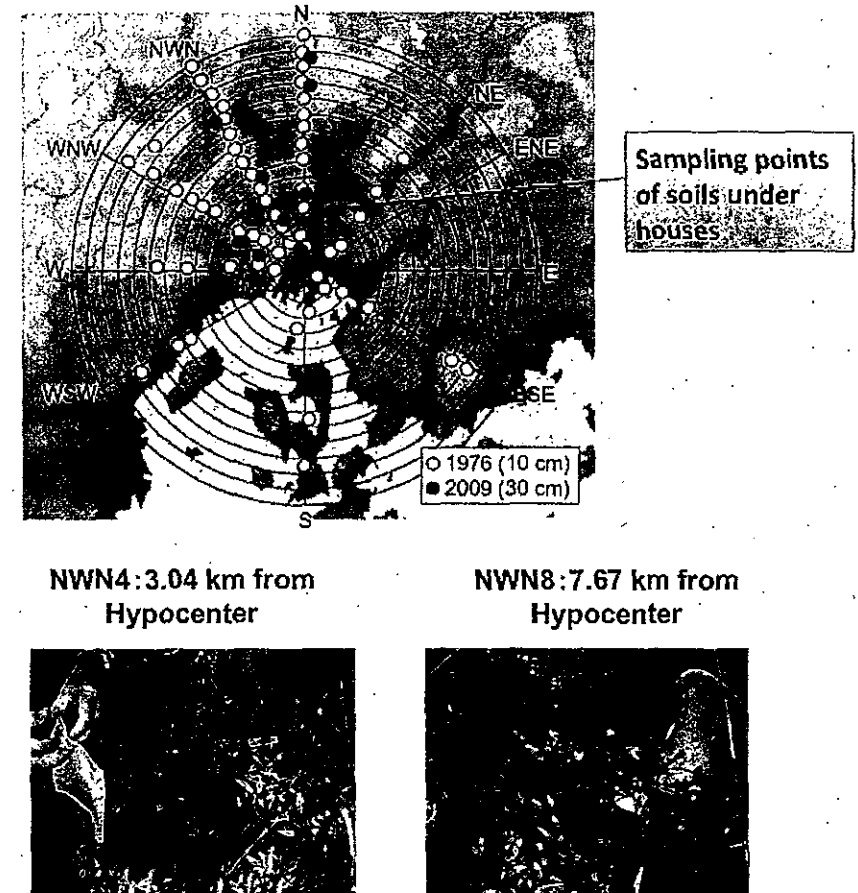 N
NWN
NE
WNW
ENE
Sampling points
of soils under
houses
W
E
WSW
S
○ 1976 (10 cm)
● 2009 (30 cm)
NWN4:3.04 km from
Hypocenter
NWN8:7.67 km from
Hypocenter